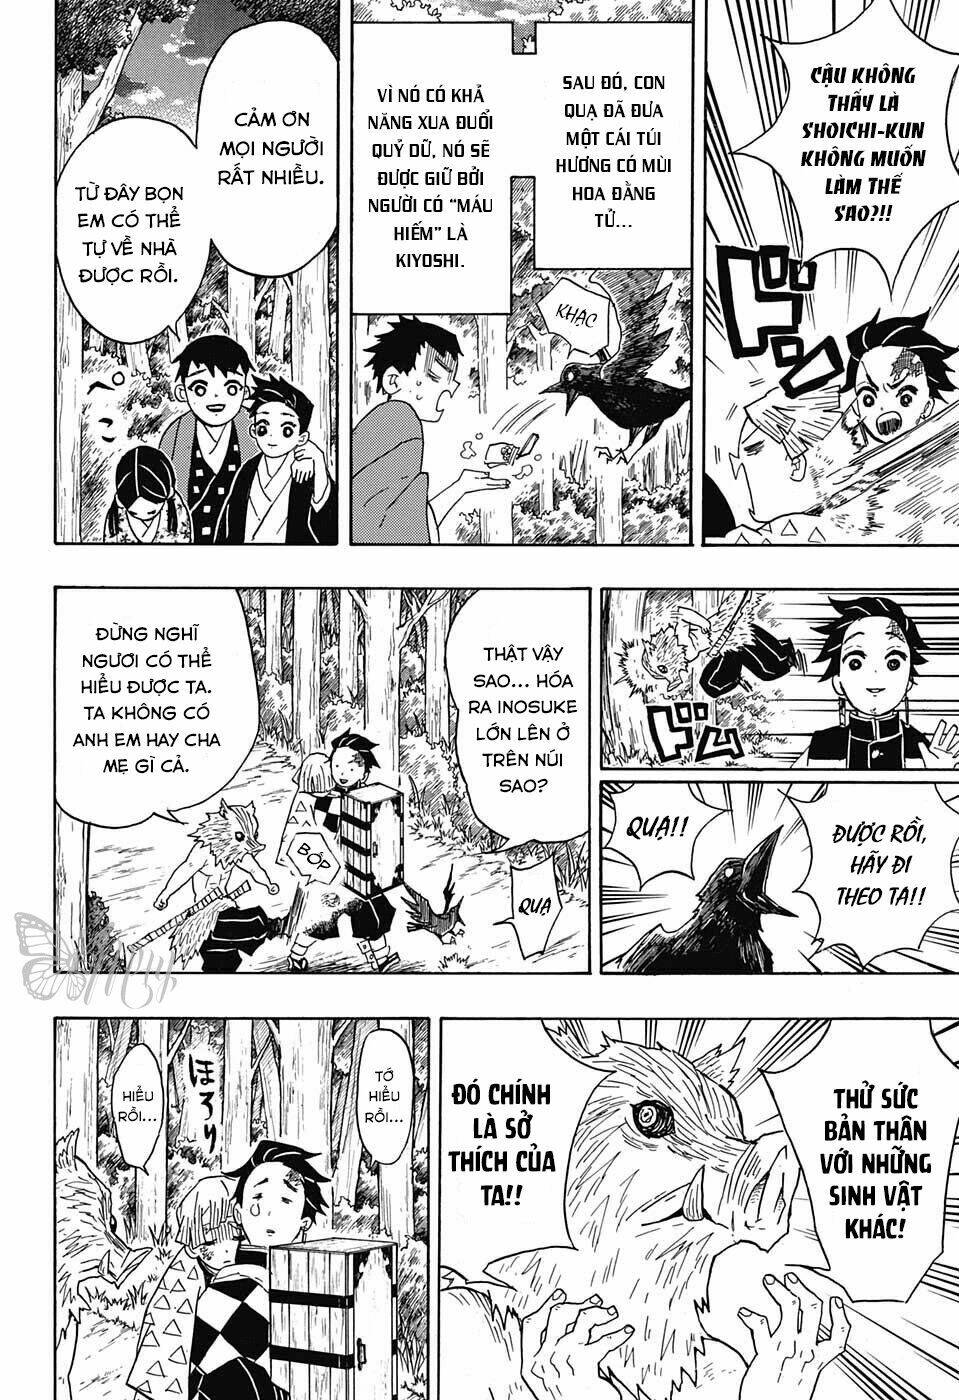 CẬU KHÔNG
THẤY LÀ
SHOICHI-KUN
KHÔNG MUỐN
LÀM THẾ
SAO?!!
SAU ĐÓ, CON
QUẠ ĐÃ ĐƯA
MỘT CÁI TÚI
HƯƠNG CÓ MÙI
HOA ĐẰNG
TỬ...
VÌ NÓ CÓ KHẢ
NĂNG XUA ĐUỔI
QUỶ DỮ, NÓ SẼ
ĐƯỢC GIỮ BỞI
NGƯỜI CÓ “MÁU
HIẾM” LÀ
KIYOSHI.
KHẠC
CẢM ƠN
MỌI NGƯỜI
RẤT NHIỀU.
TỪ ĐÂY BỌN
EM CÓ THỂ
TỰ VỀ NHÀ
ĐƯỢC RỒI.
ぺこ
ĐƯỢC RỒI,
HÃY ĐI
THEO TA!!
QUẠ!!
THẬT VẬY
SAO... HÓA
RA INOSUKE
LỚN LÊN Ở
TRÊN NÚI
SAO?
QUẠ
BỐP
ĐỪNG NGHĨ
NGƯƠI CÓ THỂ
HIỂU ĐƯỢC TA.
TA KHÔNG CÓ
ANH EM HAY CHA
MẸ GÌ CẢ.
THỬ SỨC
BẢN THÂN
VỚI NHỮNG
SINH VẬT
KHÁC!
ĐÓ CHÍNH
LÀ SỞ
THÍCH CỦA
TA!!
TỚ
HIỂU
RỒI...
ほろり
HIỂU
RỒI...